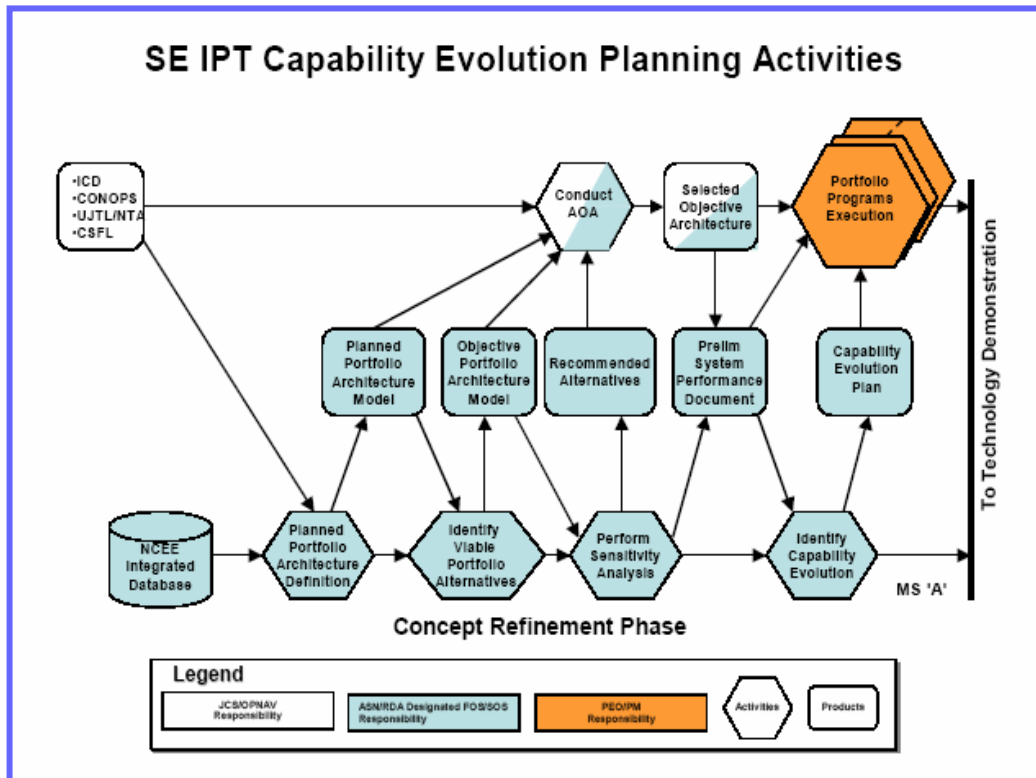 SE IPT Capability Evolution Planning Activities
•ICD
•CONOPS
•UJTL/NTA
•CSFL
Conduct
AOA
Selected
Objective
Architecture
Portfolio
Programs
Execution
Planned
Portfolio
Architecture
Model
Objective
Portfolio
Architecture
Model
Recommended
Alternatives
Prelim
System
Performance
Document
Capability
Evolution
Plan
To Technology Demonstration
NCEE
Integrated
Database
Planned
Portfolio
Architecture
Definition
Identify
Viable
Portfolio
Alternatives
Perform
Sensitivity
Analysis
Identify
Capability
Evolution
MS 'A'
Concept Refinement Phase
Legend
JCS/OPNAV
Responsibility
ASN/RDA Designated FOS/SOS
Responsibility
PEO/PM
Responsibility
Activities
Products